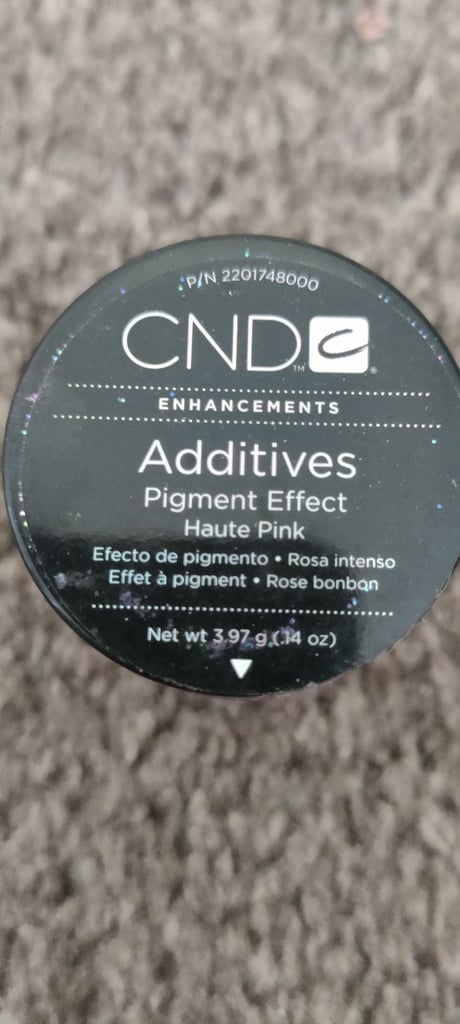 P/N 2201748000
CND™ ®
ENHANCEMENTS
Additives
Pigment Effect
Haute Pink
Efecto de pigmento • Rosa intenso
Effet à pigment • Rose bonbon
Net wt 3.97 g (.14 oz)